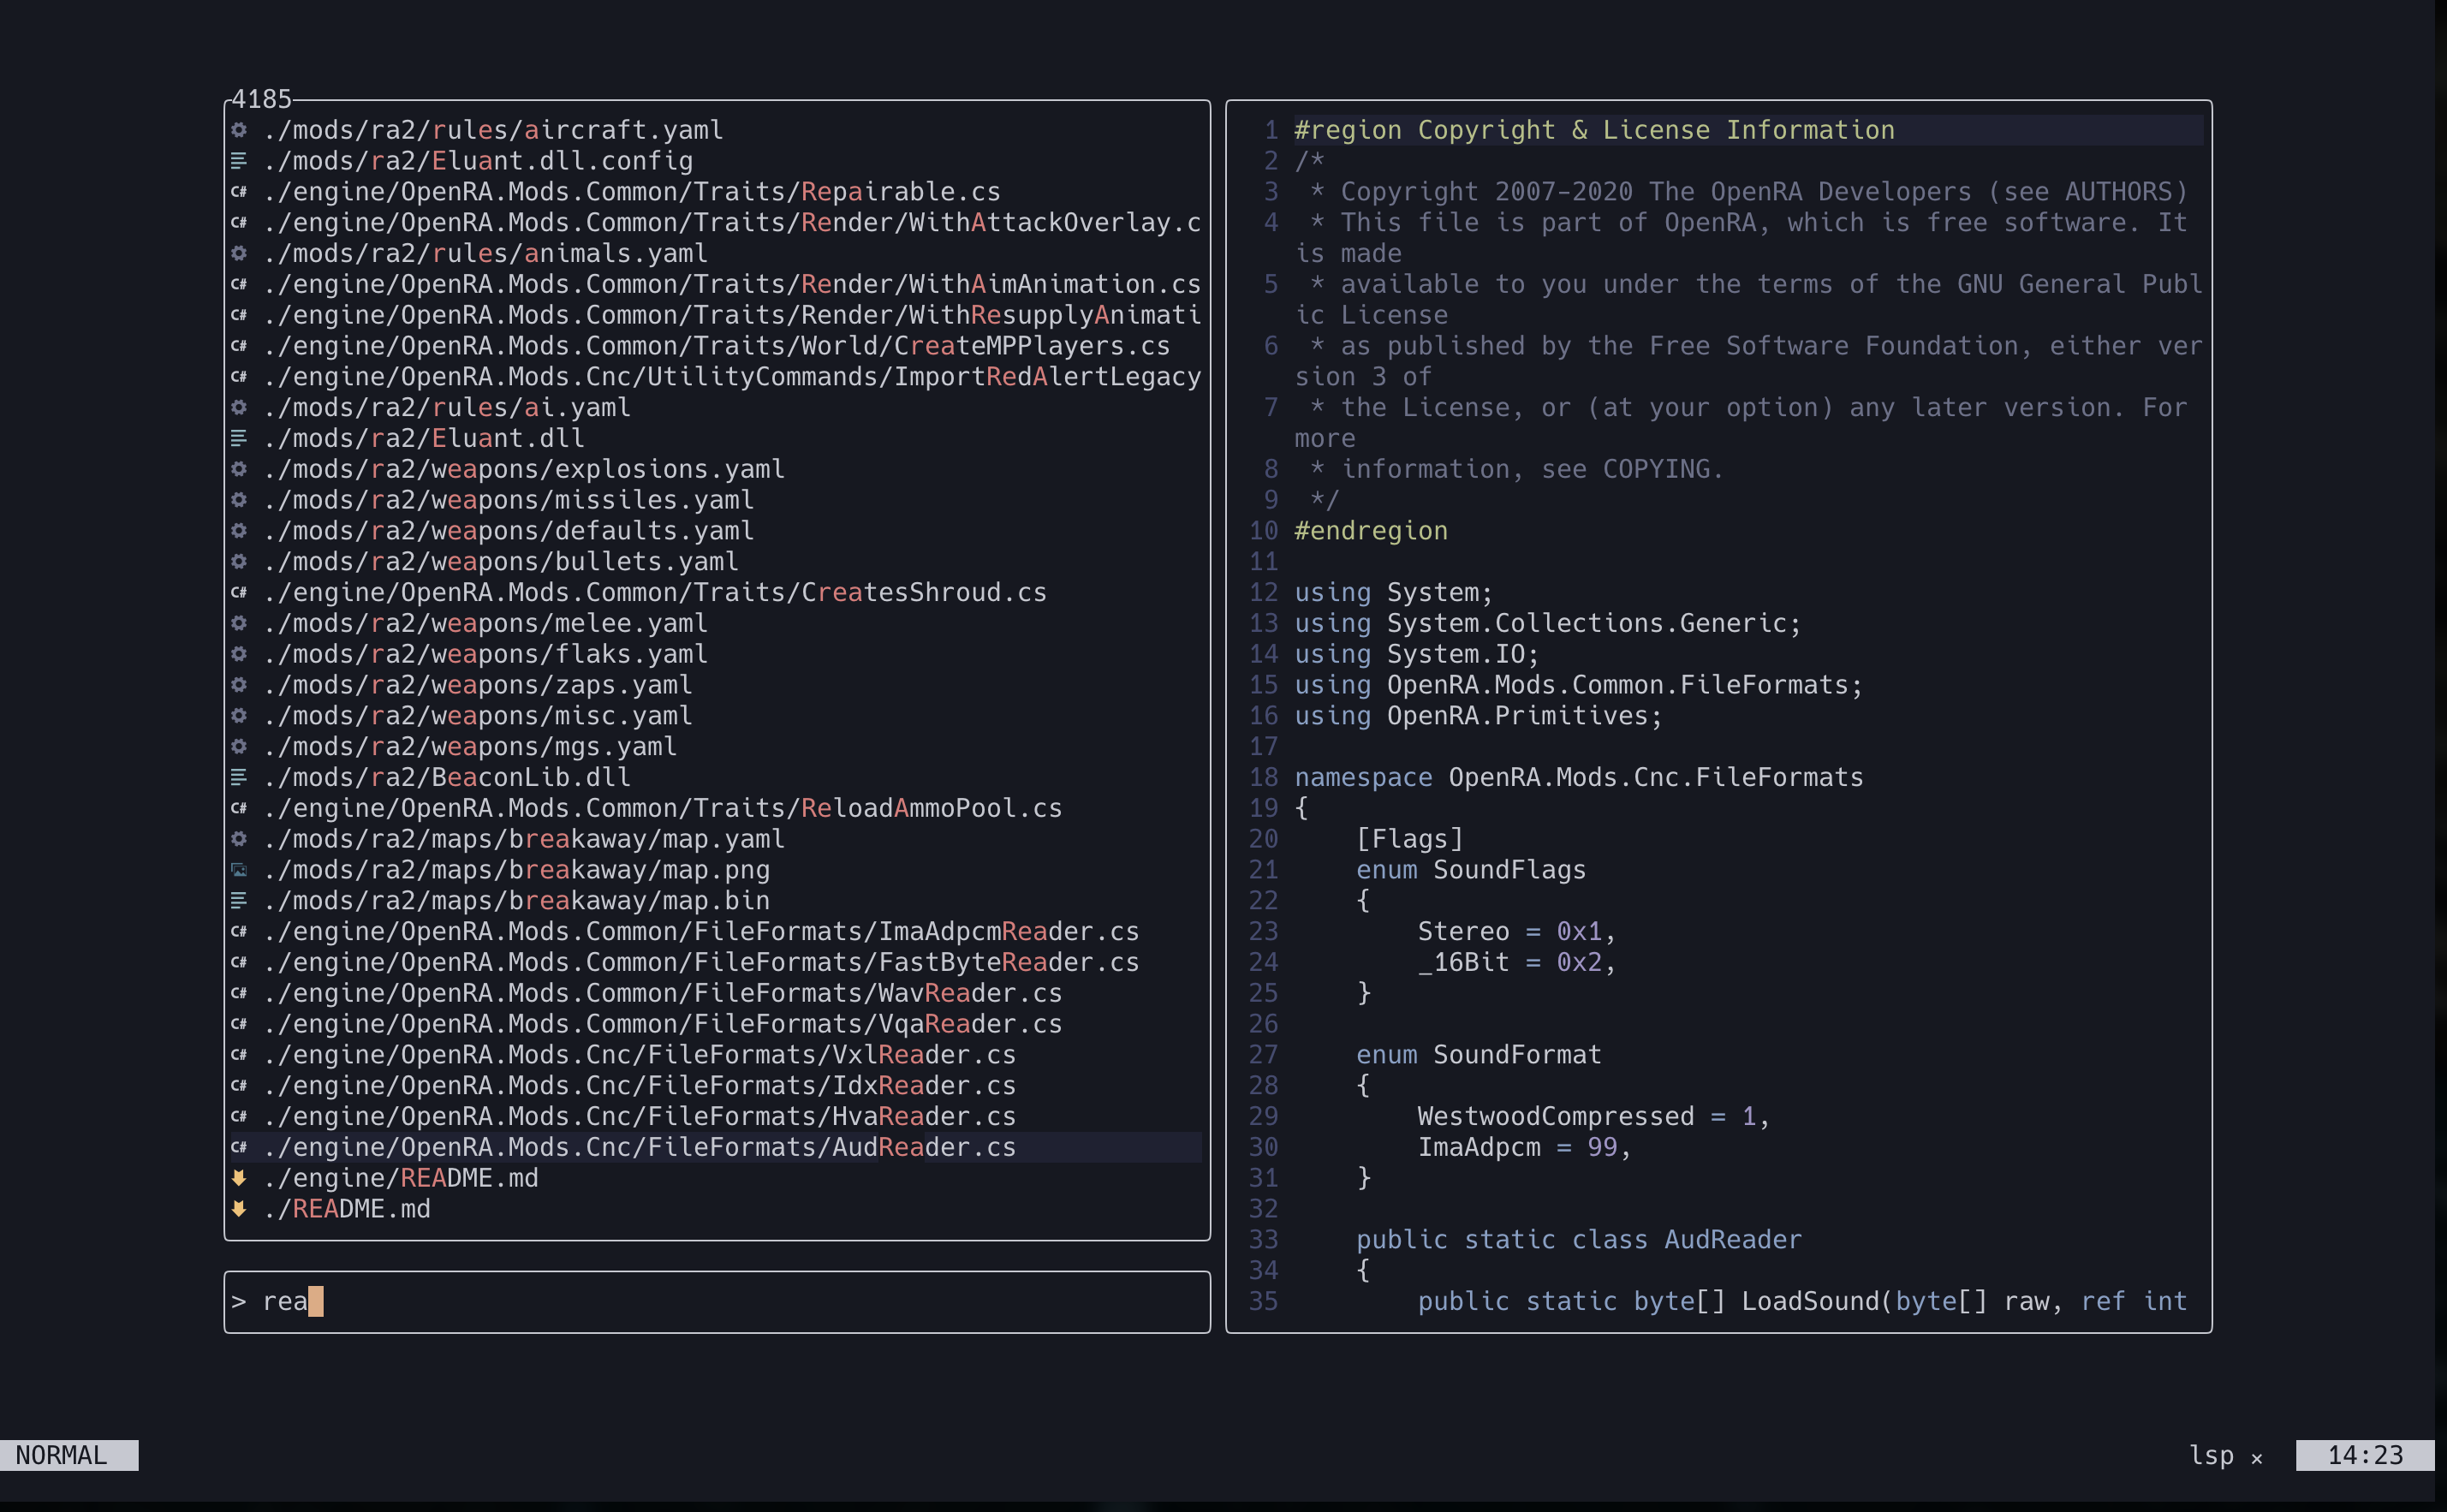 4185
./mods/ra2/rules/aircraft.yaml
./mods/ra2/Eluant.dll.config
C# ./engine/OpenRA.Mods.Common/Traits/Repairable.cs
C# ./engine/OpenRA.Mods.Common/Traits/Render/WithAttackOverlay.c
./mods/ra2/rules/animals.yaml
C# ./engine/OpenRA.Mods.Common/Traits/Render/WithAimAnimation.cs
C# ./engine/OpenRA.Mods.Common/Traits/Render/WithResupplyAnimati
C# ./engine/OpenRA.Mods.Common/Traits/World/CreateMPPlayers.cs
C# ./engine/OpenRA.Mods.Cnc/UtilityCommands/ImportRedAlertLegacy
./mods/ra2/rules/ai.yaml
./mods/ra2/Eluant.dll
./mods/ra2/weapons/explosions.yaml
./mods/ra2/weapons/missiles.yaml
./mods/ra2/weapons/defaults.yaml
./mods/ra2/weapons/bullets.yaml
C# ./engine/OpenRA.Mods.Common/Traits/CreatesShroud.cs
./mods/ra2/weapons/melee.yaml
./mods/ra2/weapons/flaks.yaml
./mods/ra2/weapons/zaps.yaml
./mods/ra2/weapons/misc.yaml
./mods/ra2/weapons/mgs.yaml
./mods/ra2/BeaconLib.dll
C# ./engine/OpenRA.Mods.Common/Traits/ReloadAmmoPool.cs
./mods/ra2/maps/breakaway/map.yaml
./mods/ra2/maps/breakaway/map.png
./mods/ra2/maps/breakaway/map.bin
C# ./engine/OpenRA.Mods.Common/FileFormats/ImaAdpcmReader.cs
C# ./engine/OpenRA.Mods.Common/FileFormats/FastByteReader.cs
C# ./engine/OpenRA.Mods.Common/FileFormats/WavReader.cs
C# ./engine/OpenRA.Mods.Common/FileFormats/VqaReader.cs
C# ./engine/OpenRA.Mods.Cnc/FileFormats/VxlReader.cs
C# ./engine/OpenRA.Mods.Cnc/FileFormats/IdxReader.cs
C# ./engine/OpenRA.Mods.Cnc/FileFormats/HvaReader.cs
C# ./engine/OpenRA.Mods.Cnc/FileFormats/AudReader.cs
./engine/README.md
./README.md
> rea
1 #region Copyright & License Information
2 /*
3  * Copyright 2007-2020 The OpenRA Developers (see AUTHORS)
4  * This file is part of OpenRA, which is free software. It
is made
5  * available to you under the terms of the GNU General Publ
ic License
6  * as published by the Free Software Foundation, either ver
sion 3 of
7  * the License, or (at your option) any later version. For
more
8  * information, see COPYING.
9  */
10 #endregion
11
12 using System;
13 using System.Collections.Generic;
14 using System.IO;
15 using OpenRA.Mods.Common.FileFormats;
16 using OpenRA.Primitives;
17
18 namespace OpenRA.Mods.Cnc.FileFormats
19 {
20     [Flags]
21     enum SoundFlags
22     {
23         Stereo = 0x1,
24         _16Bit = 0x2,
25     }
26
27     enum SoundFormat
28     {
29         WestwoodCompressed = 1,
30         ImaAdpcm = 99,
31     }
32
33     public static class AudReader
34     {
35         public static byte[] LoadSound(byte[] raw, ref int
NORMAL
lsp ×
14:23